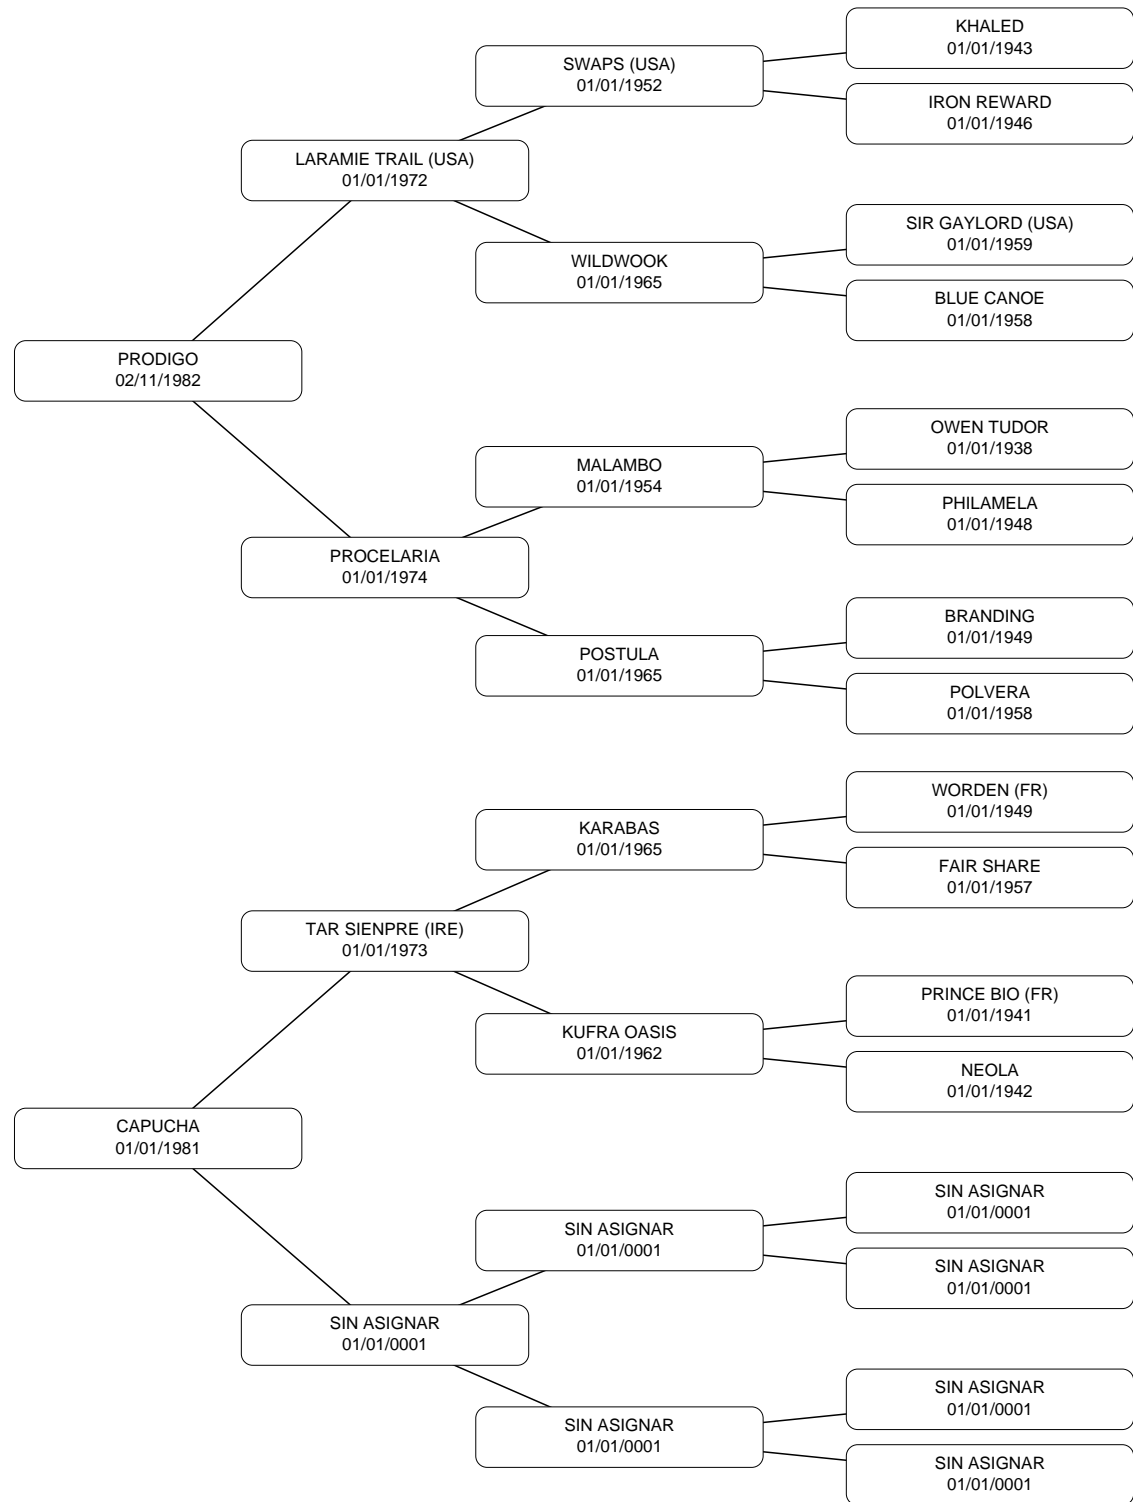 KHALED
01/01/1943
SWAPS (USA)
01/01/1952
IRON REWARD
01/01/1946
LARAMIE TRAIL (USA)
01/01/1972
SIR GAYLORD (USA)
01/01/1959
WILDWOOK
01/01/1965
BLUE CANOE
01/01/1958
PRODIGO
02/11/1982
OWEN TUDOR
01/01/1938
MALAMBO
01/01/1954
PHILAMELA
01/01/1948
PROCELARIA
01/01/1974
BRANDING
01/01/1949
POSTULA
01/01/1965
POLVERA
01/01/1958
WORDEN (FR)
01/01/1949
KARABAS
01/01/1965
FAIR SHARE
01/01/1957
TAR SIENPRE (IRE)
01/01/1973
PRINCE BIO (FR)
01/01/1941
KUFRA OASIS
01/01/1962
NEOLA
01/01/1942
CAPUCHA
01/01/1981
SIN ASIGNAR
01/01/0001
SIN ASIGNAR
01/01/0001
SIN ASIGNAR
01/01/0001
SIN ASIGNAR
01/01/0001
SIN ASIGNAR
01/01/0001
SIN ASIGNAR
01/01/0001
SIN ASIGNAR
01/01/0001